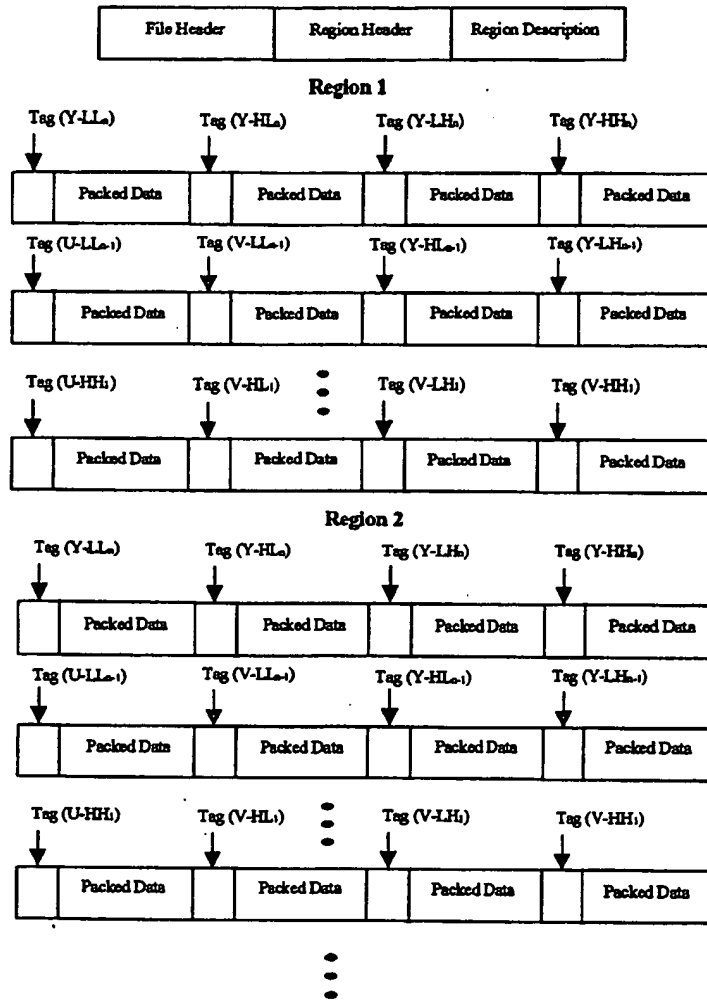 File Header Region Header Region Description
Region 1
Tag (Y-LLₙ) Tag (Y-HLₙ) Tag (Y-LHₙ) Tag (Y-HHₙ)
Packed Data Packed Data Packed Data Packed Data
Tag (U-LLₙ₋₁) Tag (V-LLₙ₋₁) Tag (Y-HLₙ₋₁) Tag (Y-LHₙ₋₁)
Packed Data Packed Data Packed Data Packed Data
Tag (U-HH₁) Tag (V-HL₁) Tag (V-LH₁) Tag (V-HH₁)
Packed Data Packed Data Packed Data Packed Data
Region 2
Tag (Y-LLₙ) Tag (Y-HLₙ) Tag (Y-LHₙ) Tag (Y-HHₙ)
Packed Data Packed Data Packed Data Packed Data
Tag (U-LLₙ₋₁) Tag (V-LLₙ₋₁) Tag (Y-HLₙ₋₁) Tag (Y-LHₙ₋₁)
Packed Data Packed Data Packed Data Packed Data
Tag (U-HH₁) Tag (V-HL₁) Tag (V-LH₁) Tag (V-HH₁)
Packed Data Packed Data Packed Data Packed Data